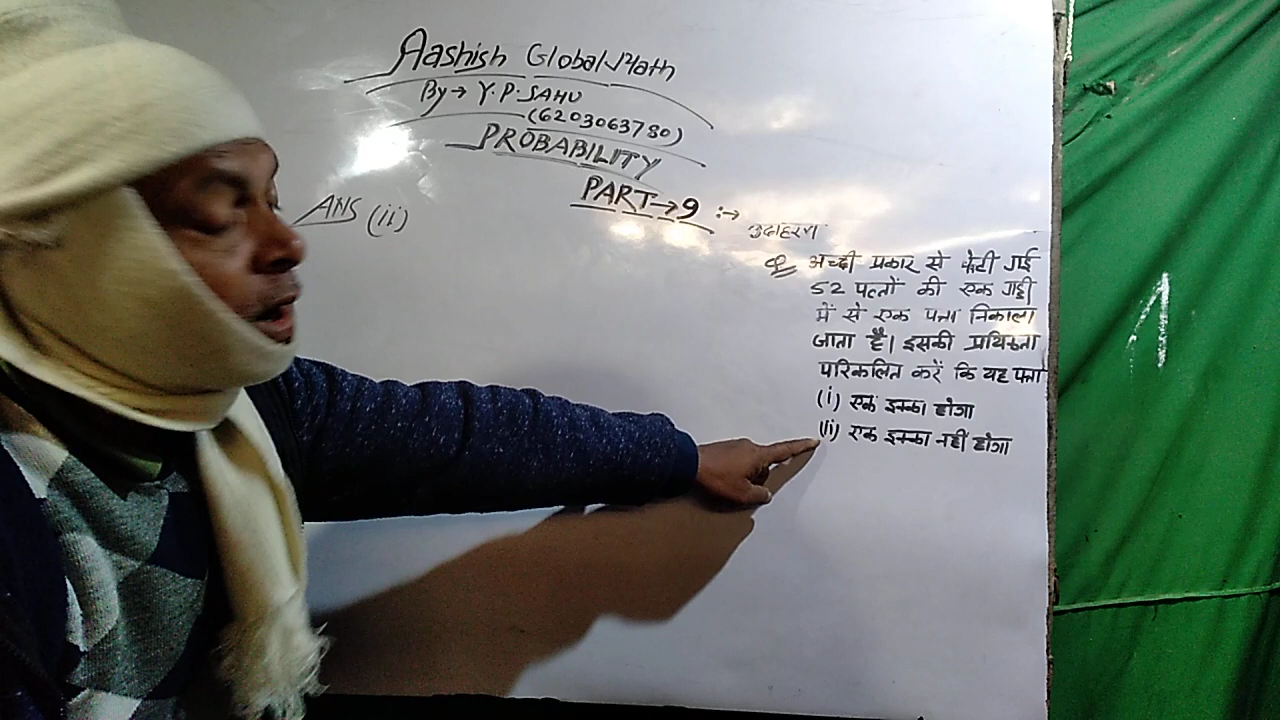 Aashish Global Math
By → Y.P. SAHU
(6203063780)
PROBABILITY
PART → 9 :→
ANS (ii)
उदाहरण
Q अच्छी प्रकार से फेटी गई
52 पत्तों की एक गड्डी
में से एक पत्ता निकाला
जाता है। इसकी प्रायिकता
परिकलित करें कि यह पत्ता
(i) एक इक्का होगा
(ii) एक इक्का नहीं होगा
1